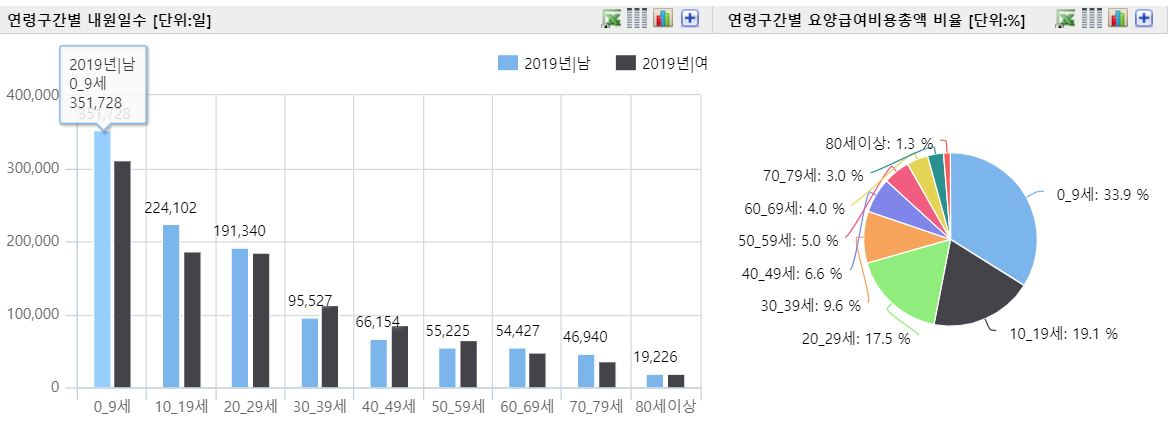 연령구간별 내원일수 [단위:일]
2019년|남
2019년|여
2019년|남
0_9세
351,728
351,728
224,102
191,340
95,527
66,154
55,225
54,427
46,940
19,226
400,000
300,000
200,000
100,000
0
0_9세
10_19세
20_29세
30_39세
40_49세
50_59세
60_69세
70_79세
80세이상
연령구간별 요양급여비용총액 비율 [단위:%]
80세이상: 1.3 %
70_79세: 3.0 %
60_69세: 4.0 %
50_59세: 5.0 %
40_49세: 6.6 %
30_39세: 9.6 %
20_29세: 17.5 %
10_19세: 19.1 %
0_9세: 33.9 %